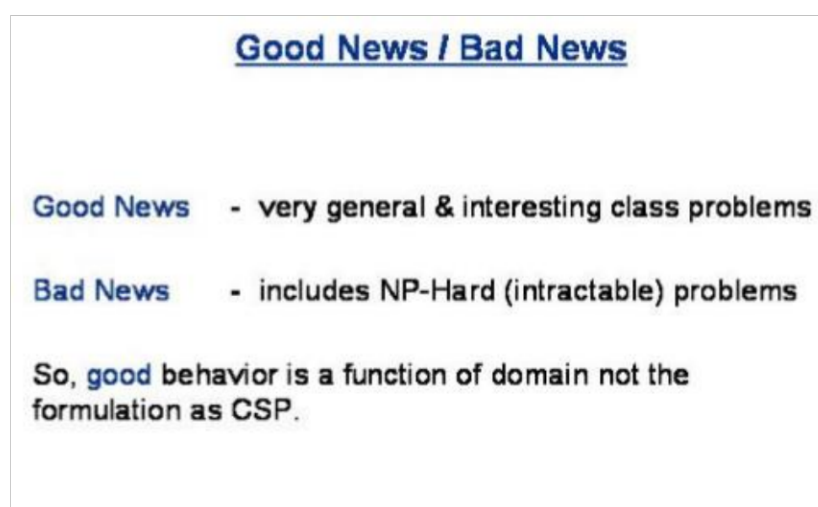 Good News / Bad News
Good News - very general & interesting class problems
Bad News - includes NP-Hard (intractable) problems
So, good behavior is a function of domain not the
formulation as CSP.